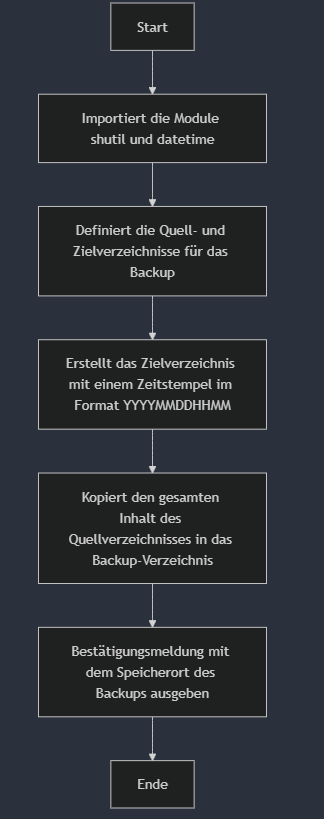 Start
Importiert die Module
shutil und datetime
Definiert die Quell- und
Zielverzeichnisse für das
Backup
Erstellt das Zielverzeichnis
mit einem Zeitstempel im
Format YYYYMMDDHHMM
Kopiert den gesamten
Inhalt des
Quellverzeichnisses in das
Backup-Verzeichnis
Bestätigungsmeldung mit
dem Speicherort des
Backups ausgeben
Ende